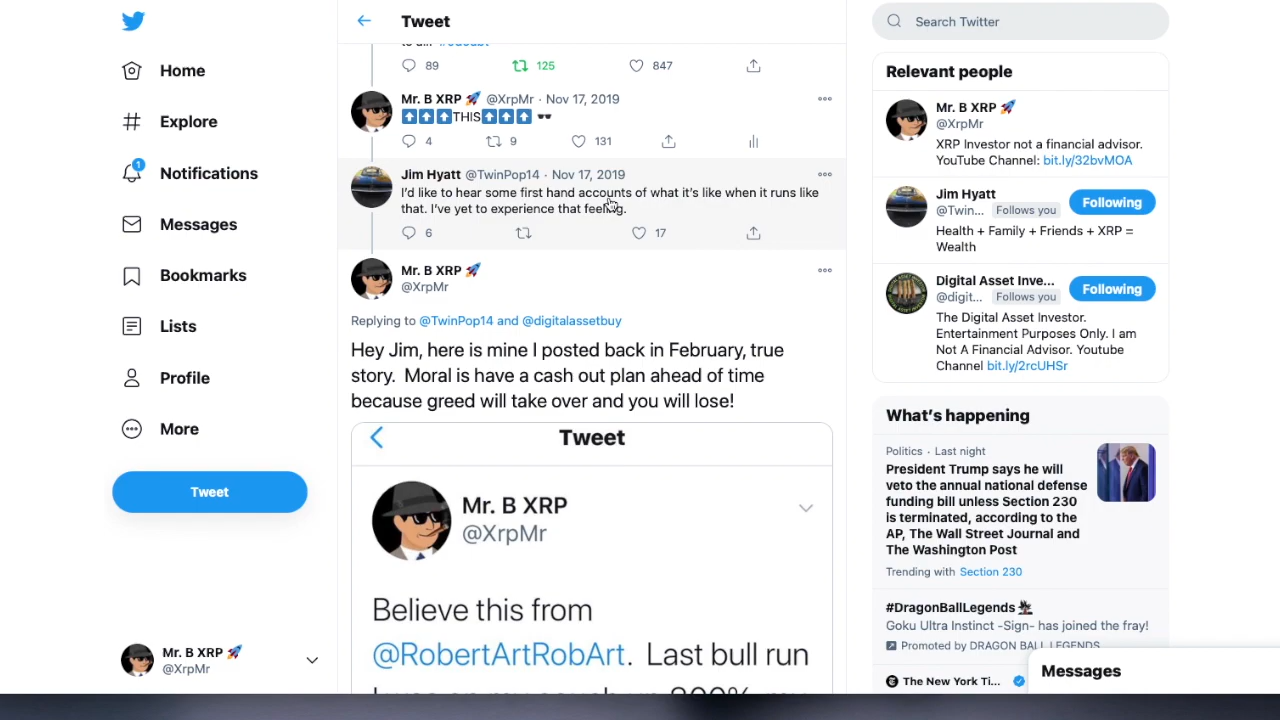 Home
Explore
1
Notifications
Messages
Bookmarks
Lists
Profile
More
Tweet
Mr. B XRP 🚀
@XrpMr
Tweet
89 125 847
Mr. B XRP 🚀 @XrpMr · Nov 17, 2019
⬆️⬆️⬆️THIS⬆️⬆️⬆️ 🕶️
4 9 131
Jim Hyatt @TwinPop14 · Nov 17, 2019
I'd like to hear some first hand accounts of what it's like when it runs like
that. I've yet to experience that feeling.
6 17
Mr. B XRP 🚀
@XrpMr
Replying to @TwinPop14 and @digitalassetbuy
Hey Jim, here is mine I posted back in February, true
story. Moral is have a cash out plan ahead of time
because greed will take over and you will lose!
Tweet
Mr. B XRP
@XrpMr
Believe this from
@RobertArtRobArt. Last bull run
Search Twitter
Relevant people
Mr. B XRP 🚀
@XrpMr
XRP Investor not a financial advisor.
YouTube Channel: bit.ly/32bvMOA
Jim Hyatt
@Twin... Follows you
Following
Health + Family + Friends + XRP =
Wealth
Digital Asset Inve...
@digit... Follows you
Following
The Digital Asset Investor.
Entertainment Purposes Only. I am
Not A Financial Advisor. Youtube
Channel bit.ly/2rcUHSr
What's happening
Politics · Last night
President Trump says he will
veto the annual national defense
funding bill unless Section 230
is terminated, according to the
AP, The Wall Street Journal and
The Washington Post
Trending with Section 230
#DragonBallLegends
Goku Ultra Instinct -Sign- has joined the fray!
Promoted by DRAGON BALL LEGENDS
The New York Ti...
Messages